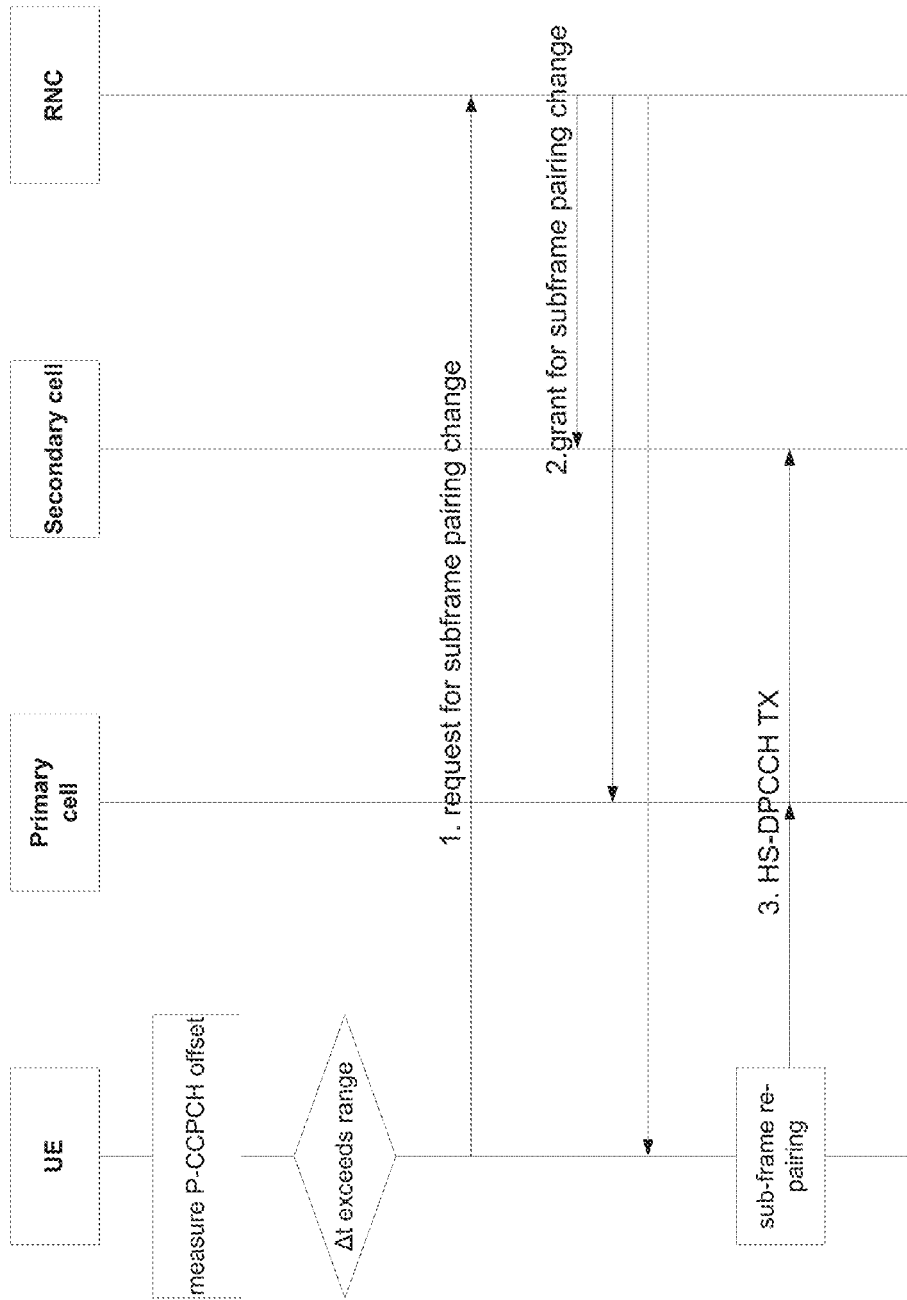 UE
Primary
cell
Secondary cell
RNC
measure P-CCPCH offset
Δt exceeds range
1. request for subframe pairing change
2.grant for subframe pairing change
sub-frame re-
pairing
3. HS-DPCCH TX